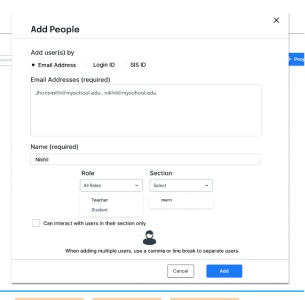 Add People
Add user(s) by
Email Address Login ID SIS ID
Email Addresses (required)
Jhonsmith@myschool.edu , nikhil@myschool.edu
Name (required)
Nikhil
Role Section
All Roles Select
Teacher mern
Student
Can interact with users in their section only
When adding multiple users, use a comma or line break to separate users.
Cancel Add